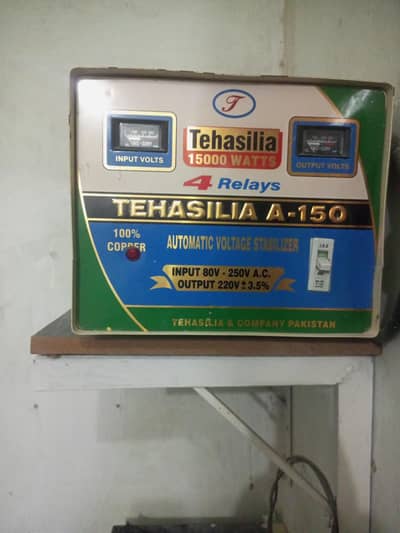 T
Tehasilia
15000 WATTS
INPUT VOLTS
OUTPUT VOLTS
4 Relays
TEHASILIA A-150
100%
COPPER
AUTOMATIC VOLTAGE STABILIZER
INPUT 80V - 250V A.C.
OUTPUT 220V ± 3.5%
TEHASILIA & COMPANY PAKISTAN